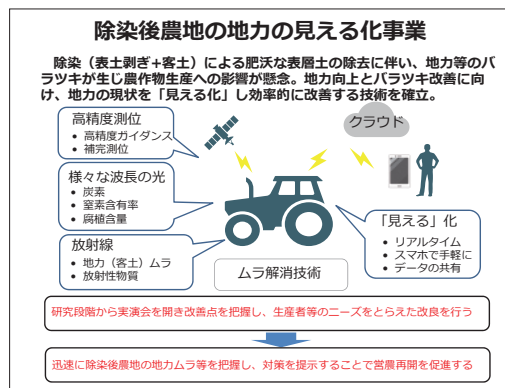 除染後農地の地力の見える化事業
除染（表土剥ぎ+客土）による肥沃な表層土の除去に伴い、地力等のバ
ラツキが生じ農作物生産への影響が懸念。地力向上とバラツキ改善に向
け、地力の現状を「見える化」し効率的に改善する技術を確立。
高精度測位
• 高精度ガイダンス
• 補完測位
クラウド
様々な波長の光
• 炭素
• 窒素含有率
• 腐植含量
放射線
• 地力（客土）ムラ
• 放射性物質
「見える」化
• リアルタイム
• スマホで手軽に
• データの共有
ムラ解消技術
研究段階から実演会を開き改善点を把握し、生産者等のニーズをとらえた改良を行う
迅速に除染後農地の地力ムラ等を把握し、対策を提示することで営農再開を促進する